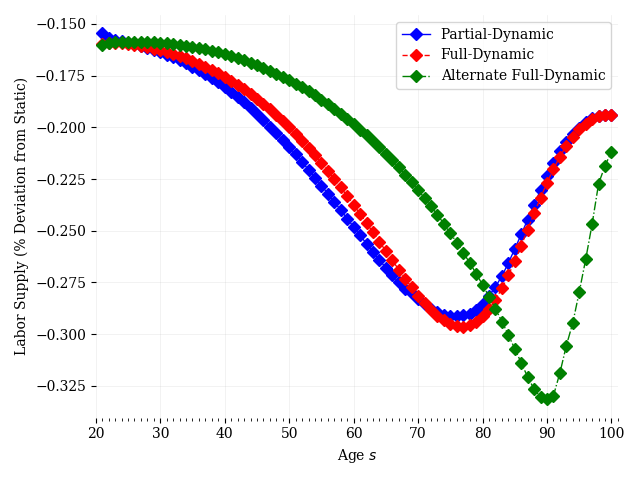 Partial-Dynamic
Full-Dynamic
Alternate Full-Dynamic
Labor Supply (% Deviation from Static)
−0.150
−0.175
−0.200
−0.225
−0.250
−0.275
−0.300
−0.325
20 30 40 50 60 70 80 90 100
Age s